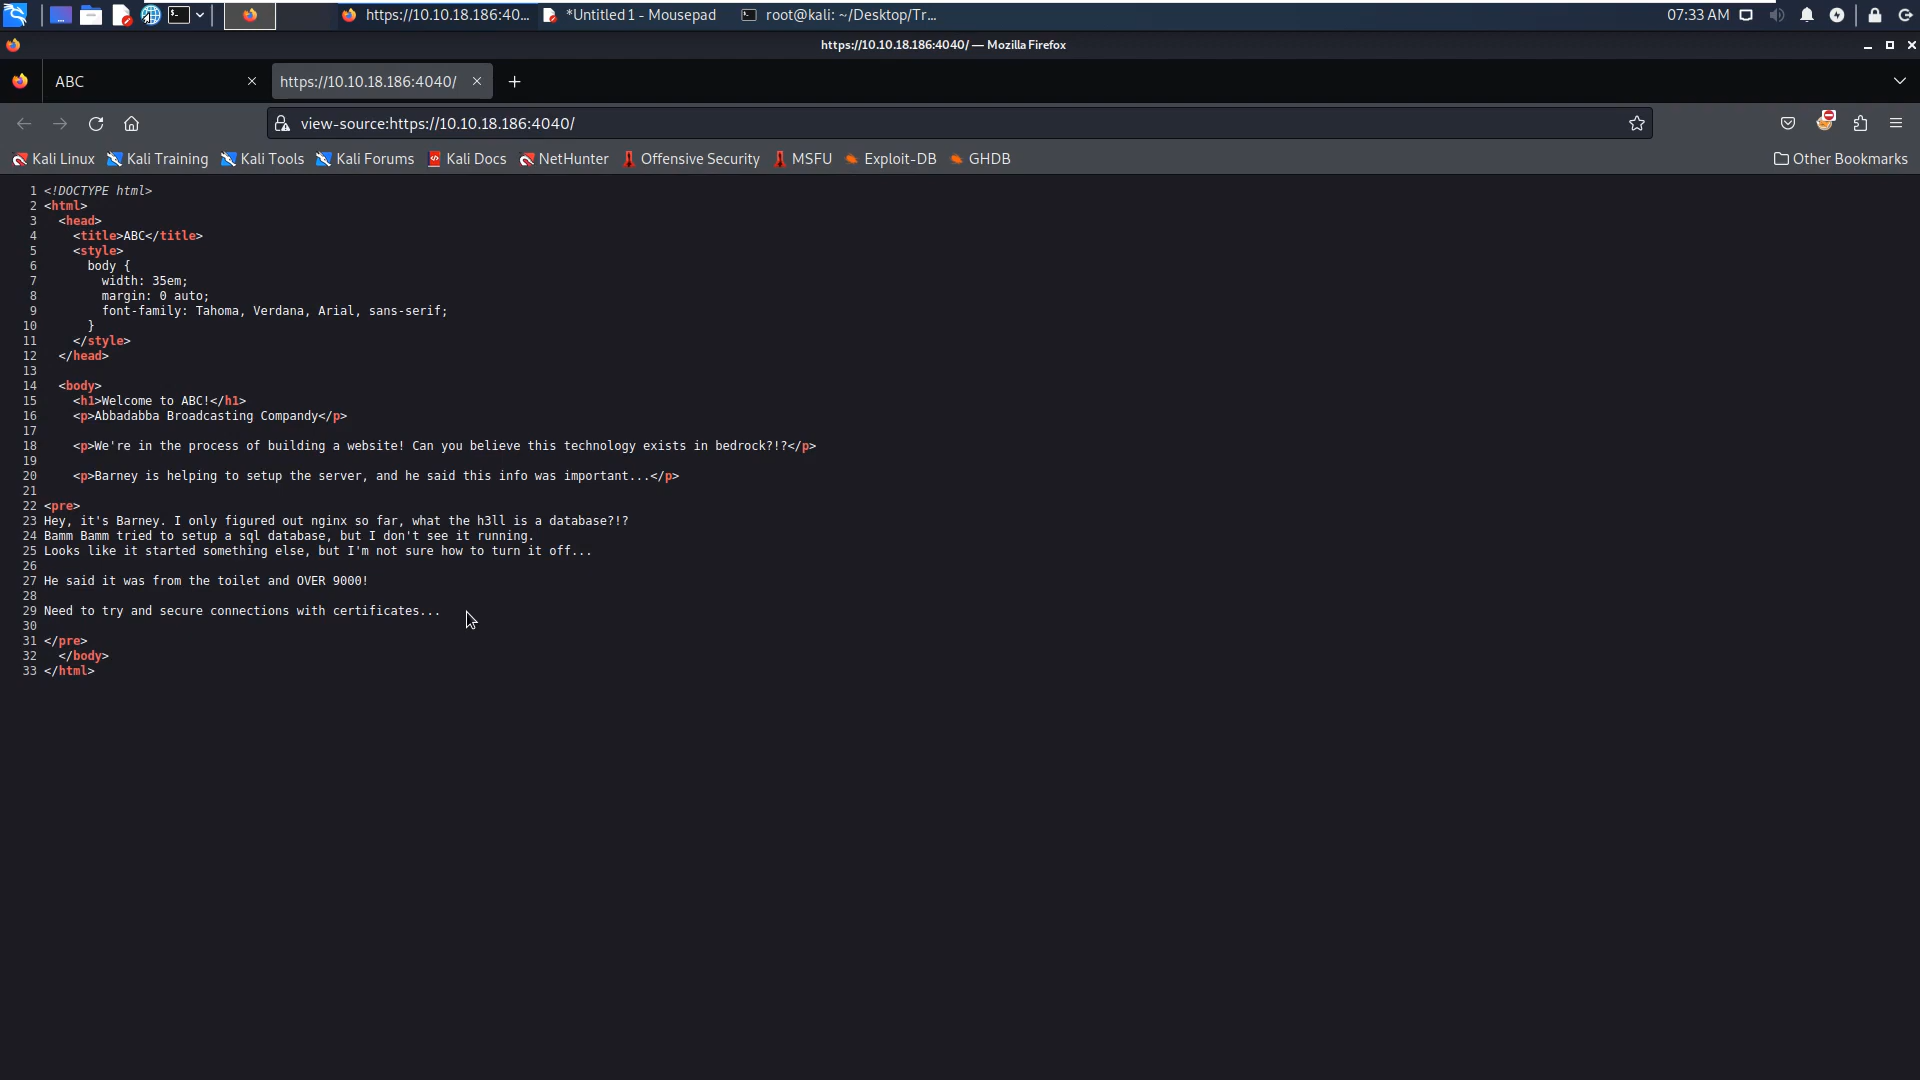 https://10.10.18.186:40...
*Untitled 1 - Mousepad
root@kali: ~/Desktop/Tr...
07:33 AM
https://10.10.18.186:4040/ — Mozilla Firefox
ABC
https://10.10.18.186:4040/
view-source:https://10.10.18.186:4040/
Kali Linux
Kali Training
Kali Tools
Kali Forums
Kali Docs
NetHunter
Offensive Security
MSFU
Exploit-DB
GHDB
Other Bookmarks
1 <!DOCTYPE html>
2 <html>
3 <head>
4 <title>ABC</title>
5 <style>
6 body {
7 width: 35em;
8 margin: 0 auto;
9 font-family: Tahoma, Verdana, Arial, sans-serif;
10 }
11 </style>
12 </head>
13
14 <body>
15 <h1>Welcome to ABC!</h1>
16 <p>Abbadabba Broadcasting Compandy</p>
17
18 <p>We're in the process of building a website! Can you believe this technology exists in bedrock?!?</p>
19
20 <p>Barney is helping to setup the server, and he said this info was important...</p>
21
22 <pre>
23 Hey, it's Barney. I only figured out nginx so far, what the h3ll is a database?!?
24 Bamm Bamm tried to setup a sql database, but I don't see it running.
25 Looks like it started something else, but I'm not sure how to turn it off...
26
27 He said it was from the toilet and OVER 9000!
28
29 Need to try and secure connections with certificates...
30
31 </pre>
32 </body>
33 </html>